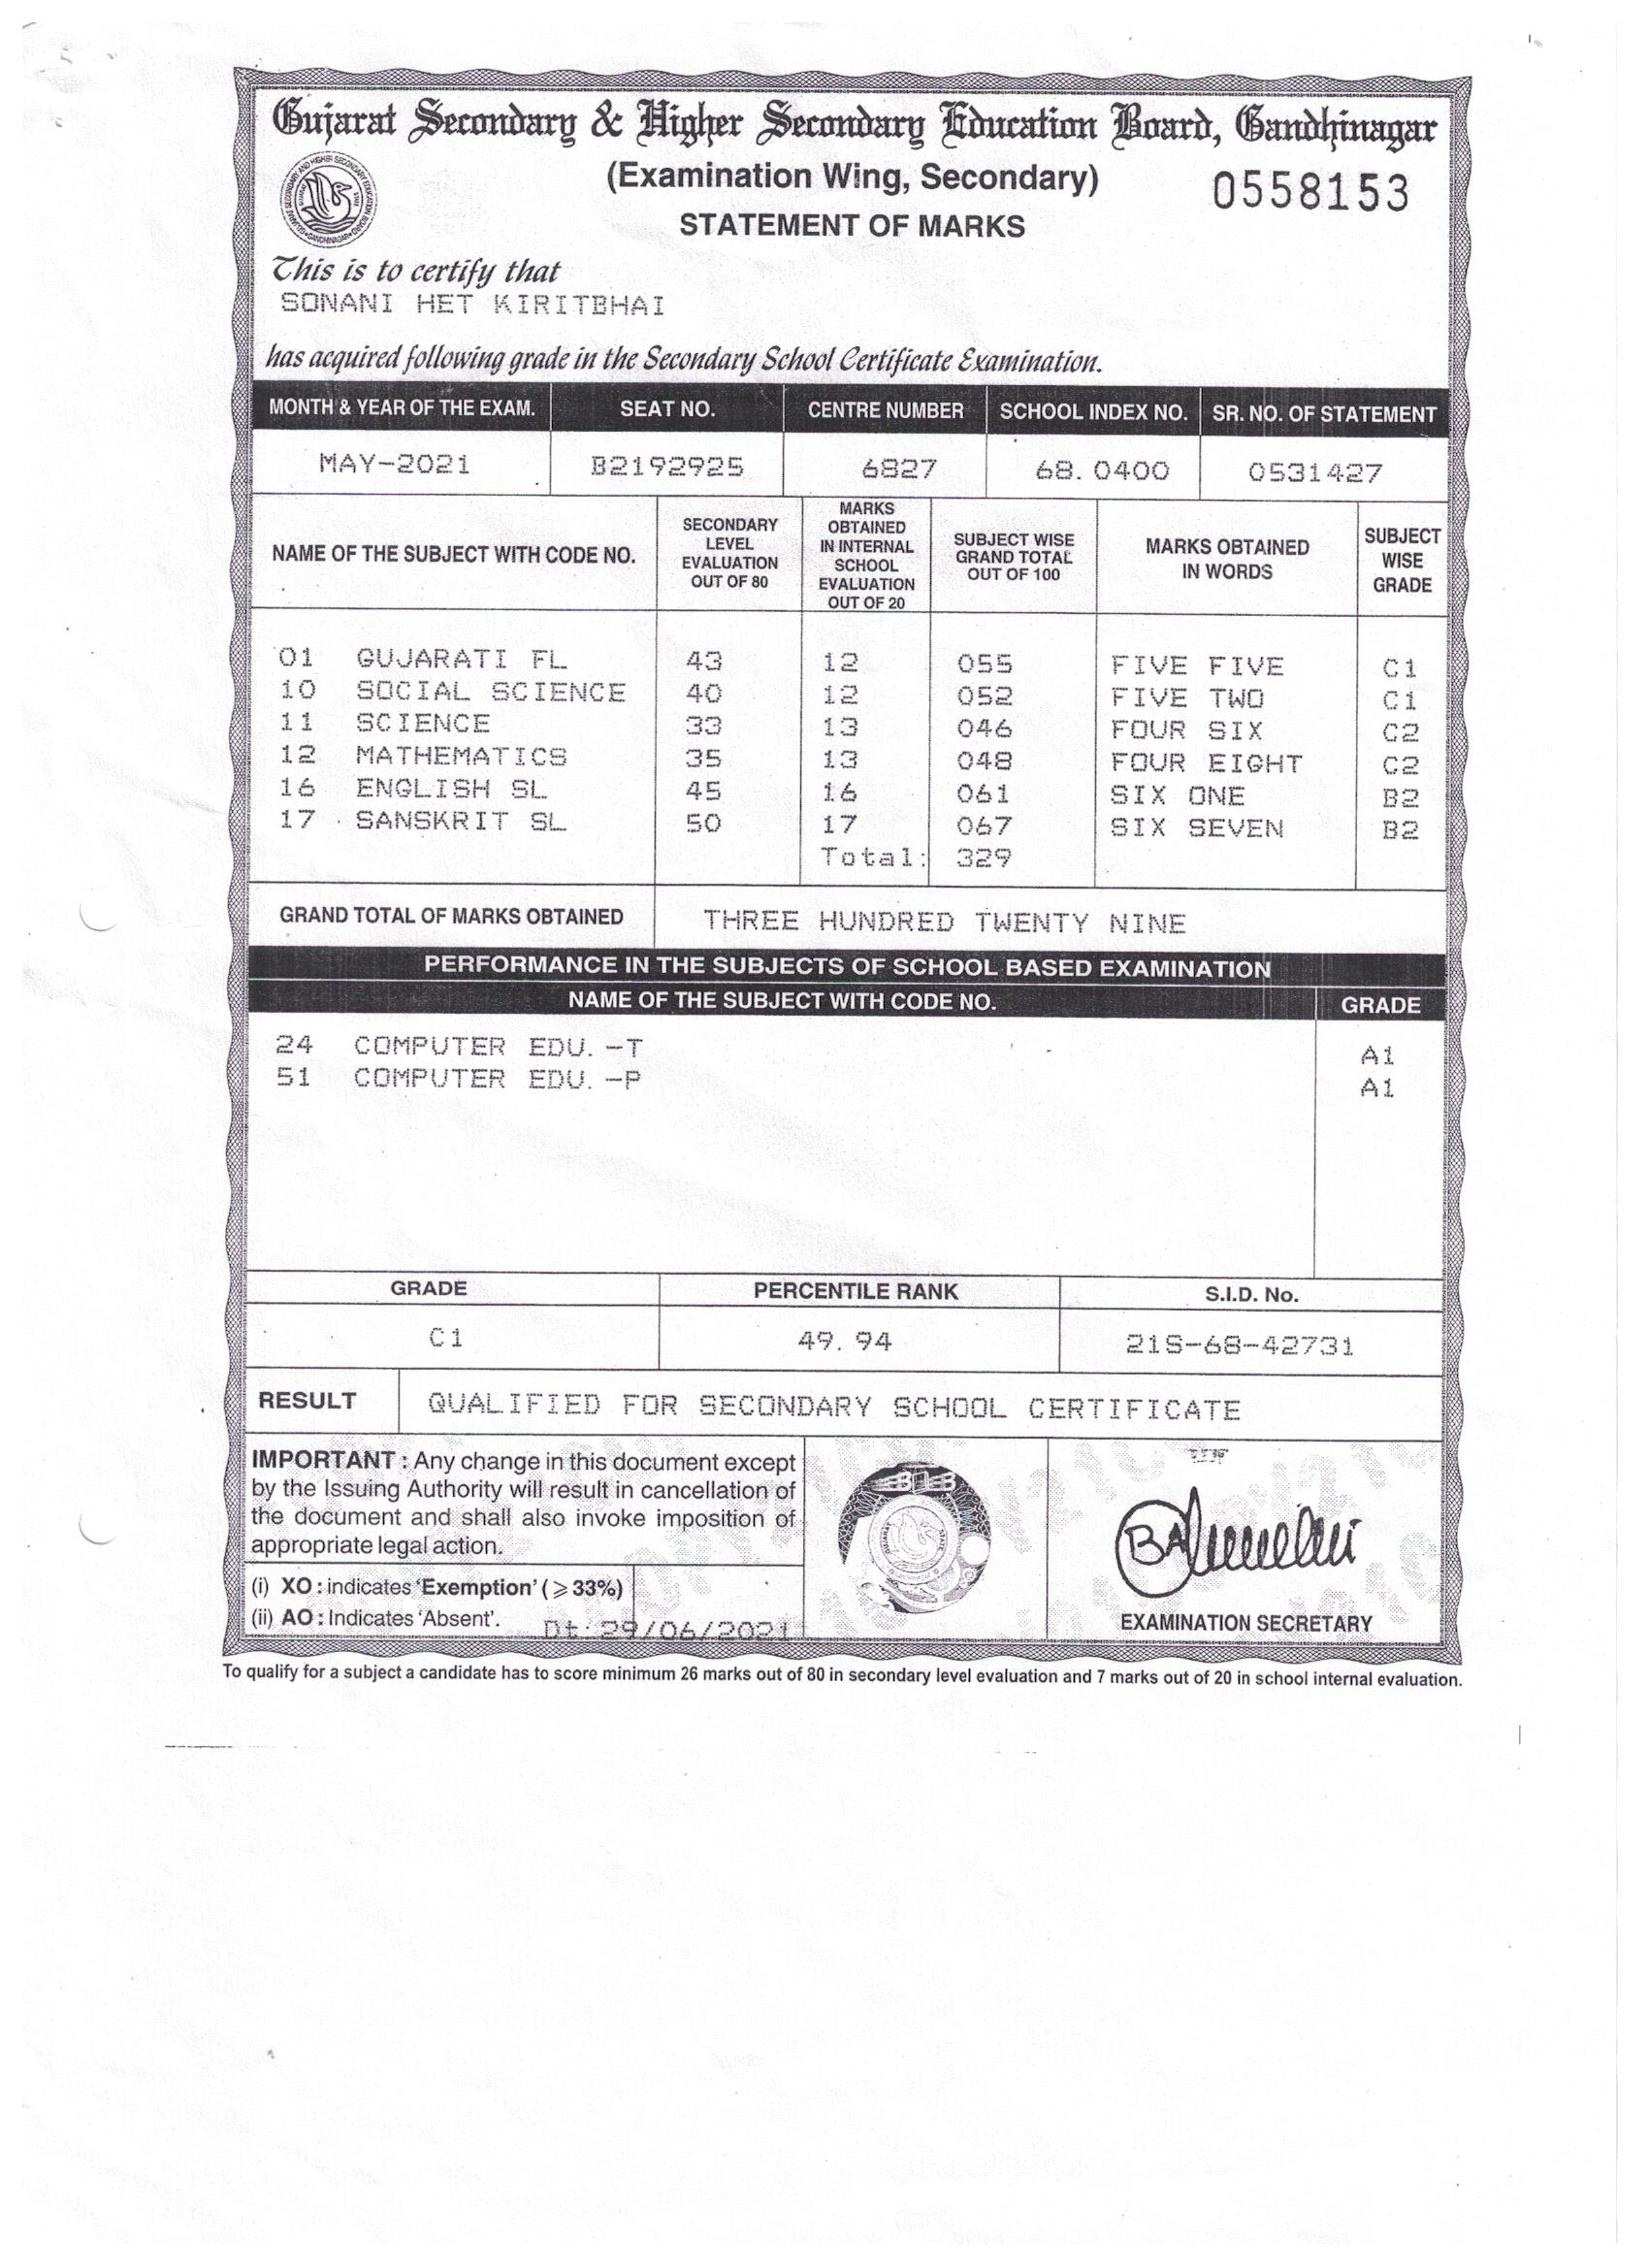 Gujarat Secondary & Higher Secondary Education Board, Gandhinagar
(Examination Wing, Secondary)
0558153
STATEMENT OF MARKS
This is to certify that
SONANI HET KIRITBHAI
has acquired following grade in the Secondary School Certificate Examination.
MONTH & YEAR OF THE EXAM. SEAT NO. CENTRE NUMBER SCHOOL INDEX NO. SR. NO. OF STATEMENT
MAY-2021 B2192925 6827 68.0400 0531427
NAME OF THE SUBJECT WITH CODE NO.
SECONDARY
LEVEL
EVALUATION
OUT OF 80
MARKS
OBTAINED
IN INTERNAL
SCHOOL
EVALUATION
OUT OF 20
SUBJECT WISE
GRAND TOTAL
OUT OF 100
MARKS OBTAINED
IN WORDS
SUBJECT
WISE
GRADE
01 GUJARATI FL 43 12 055 FIVE FIVE C1
10 SOCIAL SCIENCE 40 12 052 FIVE TWO C1
11 SCIENCE 33 13 046 FOUR SIX C2
12 MATHEMATICS 35 13 048 FOUR EIGHT C2
16 ENGLISH SL 45 16 061 SIX ONE B2
17 SANSKRIT SL 50 17 067 SIX SEVEN B2
Total: 329
GRAND TOTAL OF MARKS OBTAINED THREE HUNDRED TWENTY NINE
PERFORMANCE IN THE SUBJECTS OF SCHOOL BASED EXAMINATION
NAME OF THE SUBJECT WITH CODE NO. GRADE
24 COMPUTER EDU.-T A1
51 COMPUTER EDU.-P A1
GRADE PERCENTILE RANK S.I.D. No.
C1 49.94 21S-68-42731
RESULT QUALIFIED FOR SECONDARY SCHOOL CERTIFICATE
IMPORTANT : Any change in this document except
by the Issuing Authority will result in cancellation of
the document and shall also invoke imposition of
appropriate legal action.
(i) XO : indicates 'Exemption' (⩾33%)
(ii) AO : Indicates 'Absent'.
Dt:29/06/2021
EXAMINATION SECRETARY
To qualify for a subject a candidate has to score minimum 26 marks out of 80 in secondary level evaluation and 7 marks out of 20 in school internal evaluation.